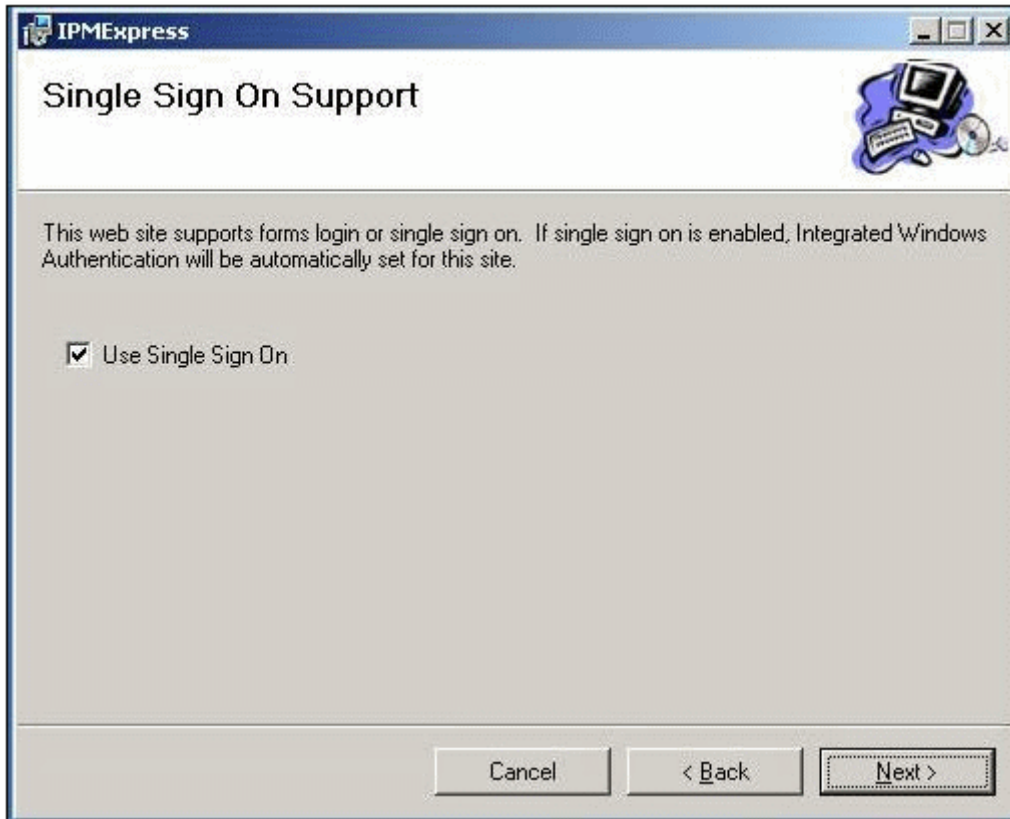 IPMExpress
Single Sign On Support
This web site supports forms login or single sign on.  If single sign on is enabled, Integrated Windows
Authentication will be automatically set for this site.
Use Single Sign On
Cancel
< Back
Next >